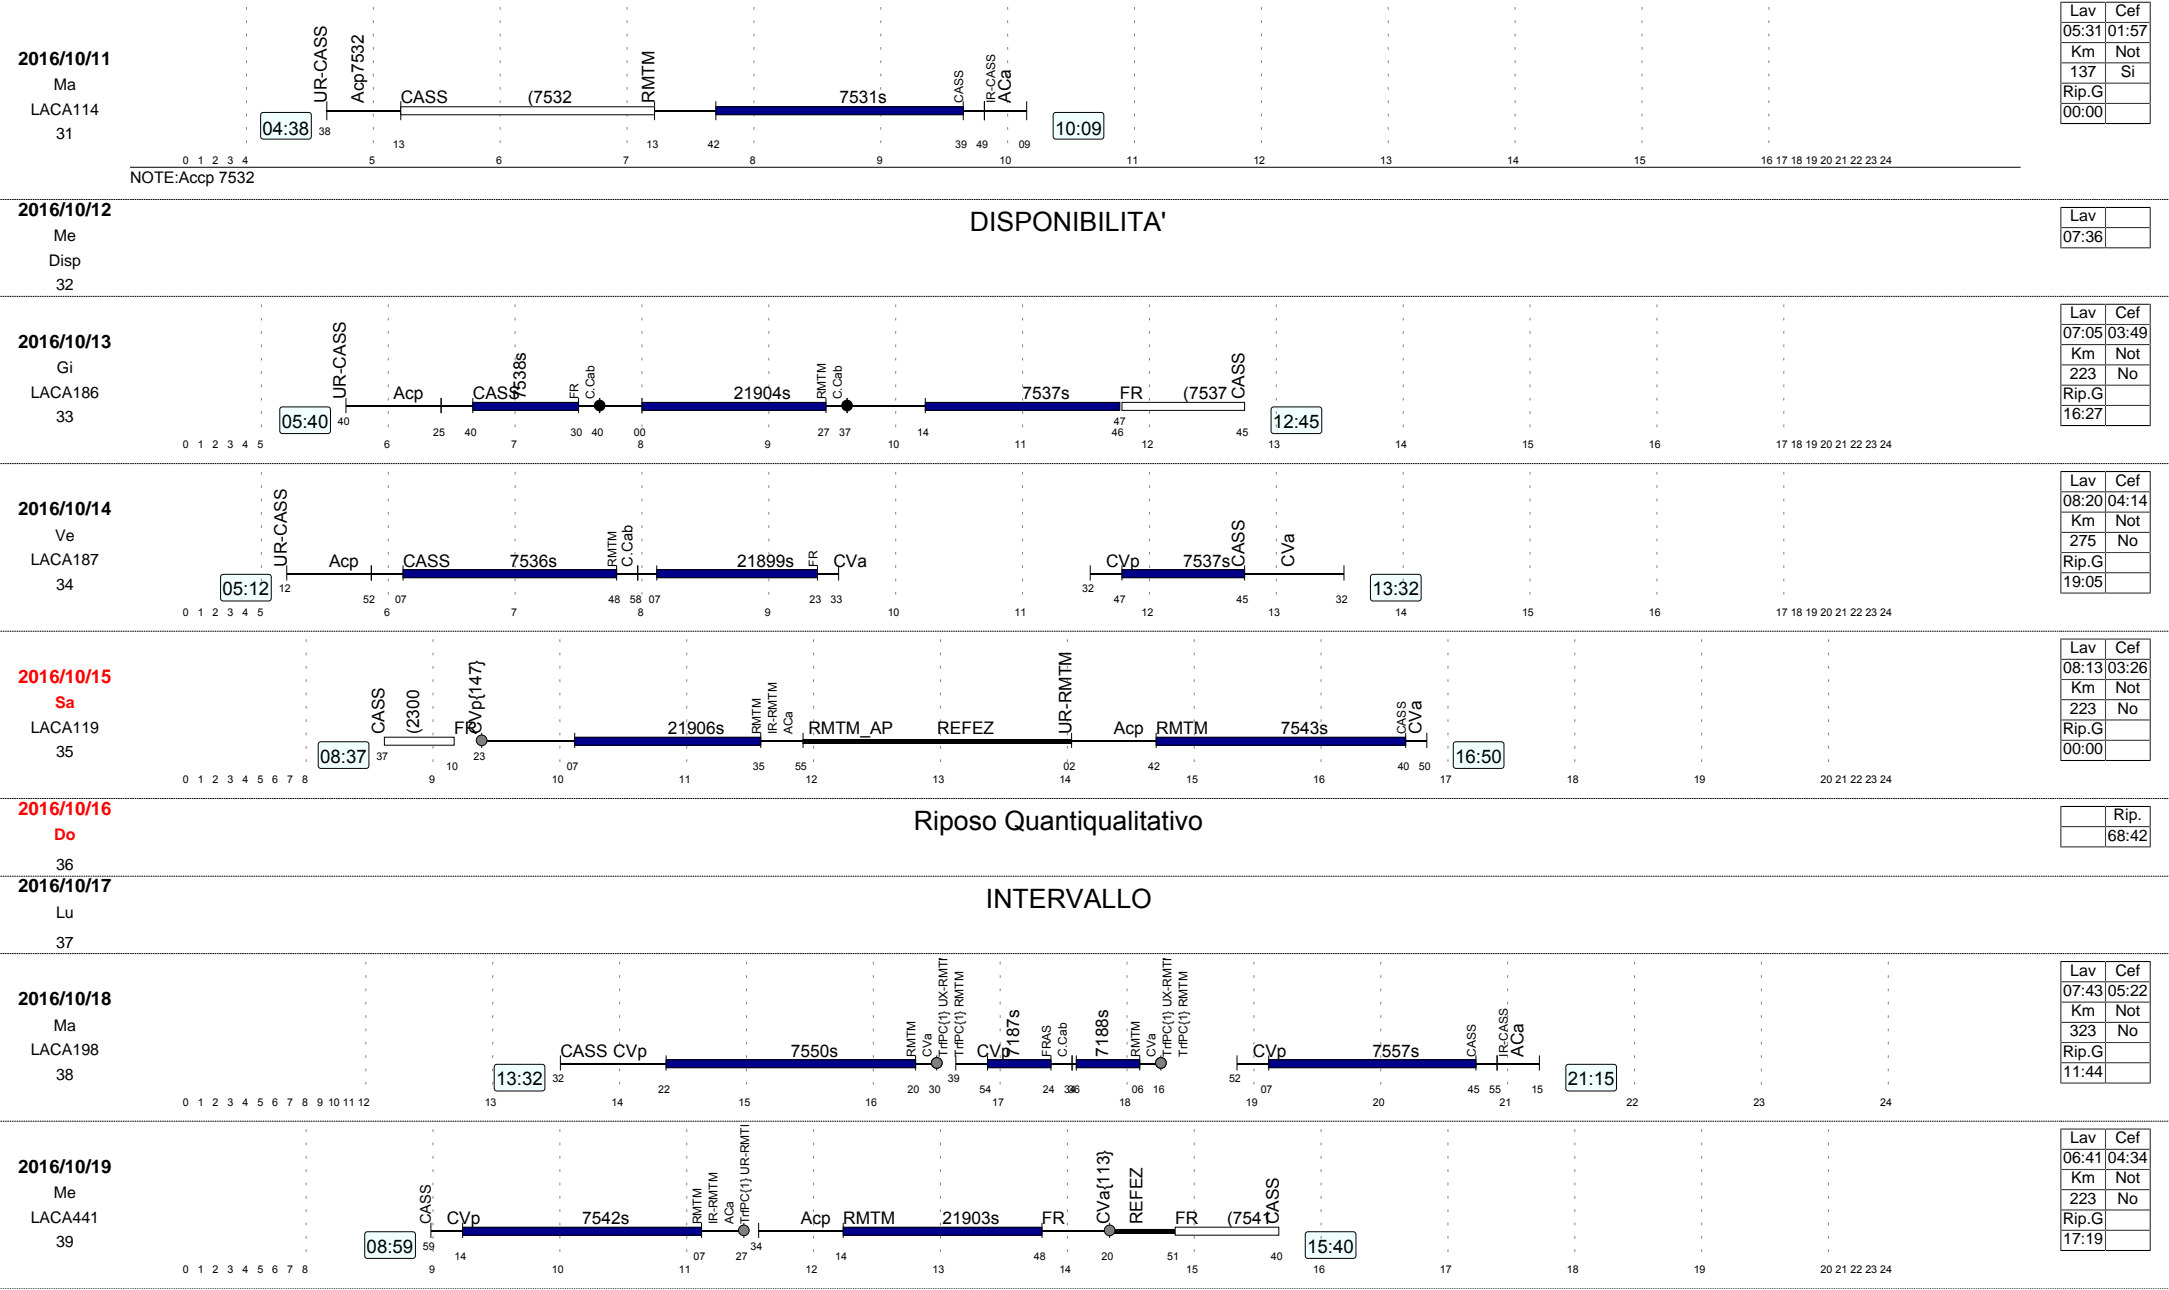 2016/10/11
Ma
LACA114
31
04:38
UR-CASS Acp7532 CASS (7532 RMTM 7531s CASS IR-CASS ACa
10:09
38 13 13 42 39 49 09
0 1 2 3 4 5 6 7 8 9 10 11 12 13 14 15 16 17 18 19 20 21 22 23 24
NOTE:Accp 7532
Lav Cef
05:31 01:57
Km Not
137 Si
Rip.G
00:00
2016/10/12
Me
Disp
32
DISPONIBILITA'
Lav
07:36
2016/10/13
Gi
LACA186
33
05:40
UR-CASS Acp CASS 7538s FR C.Cab 21904s RMTM C.Cab 7537s FR (7537 CASS
12:45
40 25 40 30 40 00 27 37 14 47 46 45
0 1 2 3 4 5 6 7 8 9 10 11 12 13 14 15 16 17 18 19 20 21 22 23 24
Lav Cef
07:05 03:49
Km Not
223 No
Rip.G
16:27
2016/10/14
Ve
LACA187
34
05:12
UR-CASS Acp CASS 7536s RMTM C.Cab 21899s FR CVa CVp 7537s CASS CVa
13:32
12 52 07 48 58 07 23 33 32 47 45 32
0 1 2 3 4 5 6 7 8 9 10 11 12 13 14 15 16 17 18 19 20 21 22 23 24
Lav Cef
08:20 04:14
Km Not
275 No
Rip.G
19:05
2016/10/15
Sa
LACA119
35
08:37
CASS (2300 FR CVp{147} 21906s RMTM IR-RMTM ACa RMTM_AP REFEZ UR-RMTM Acp RMTM 7543s CASS CVa
16:50
37 10 23 07 35 55 02 42 40 50
0 1 2 3 4 5 6 7 8 9 10 11 12 13 14 15 16 17 18 19 20 21 22 23 24
Lav Cef
08:13 03:26
Km Not
223 No
Rip.G
00:00
2016/10/16
Do
36
Riposo Quantiqualitativo
Rip.
68:42
2016/10/17
Lu
37
INTERVALLO
2016/10/18
Ma
LACA198
38
13:32
CASS CVp 7550s RMTM CVa TrfPC{1} UX-RMT TrfPC{1} RMTM CVp 7187s FRAS C.Cab 7188s RMTM CVa TrfPC{1} UX-RMT TrfPC{1} RMTM CVp 7557s CASS IR-CASS ACa
21:15
32 22 20 30 39 54 24 34 36 06 16 52 07 45 55 15
0 1 2 3 4 5 6 7 8 9 10 11 12 13 14 15 16 17 18 19 20 21 22 23 24
Lav Cef
07:43 05:22
Km Not
323 No
Rip.G
11:44
2016/10/19
Me
LACA441
39
08:59
CASS CVp 7542s RMTM IR-RMTM ACa TrfPC{1} UR-RMT Acp RMTM 21903s FR CVa{113} REFEZ FR (7541 CASS
15:40
59 14 07 27 34 14 48 20 51 40
0 1 2 3 4 5 6 7 8 9 10 11 12 13 14 15 16 17 18 19 20 21 22 23 24
Lav Cef
06:41 04:34
Km Not
223 No
Rip.G
17:19